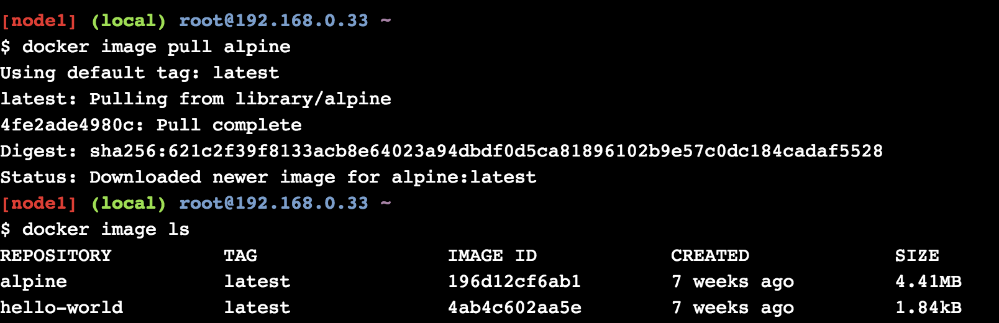 [node1] (local) root@192.168.0.33 ~
$ docker image pull alpine
Using default tag: latest
latest: Pulling from library/alpine
4fe2ade4980c: Pull complete
Digest: sha256:621c2f39f8133acb8e64023a94dbdf0d5ca81896102b9e57c0dc184cadaf5528
Status: Downloaded newer image for alpine:latest
[node1] (local) root@192.168.0.33 ~
$ docker image ls
REPOSITORY          TAG                 IMAGE ID            CREATED             SIZE
alpine              latest              196d12cf6ab1        7 weeks ago         4.41MB
hello-world         latest              4ab4c602aa5e        7 weeks ago         1.84kB